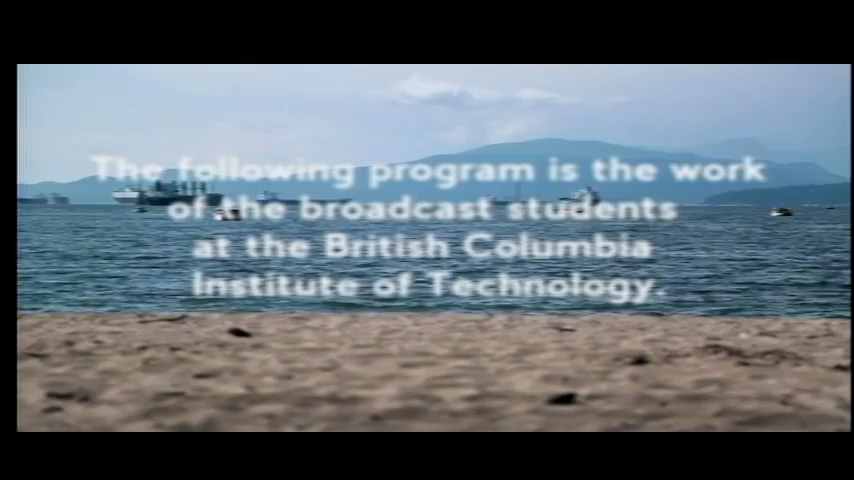 The following program is the work
of the broadcast students
at the British Columbia
Institute of Technology.